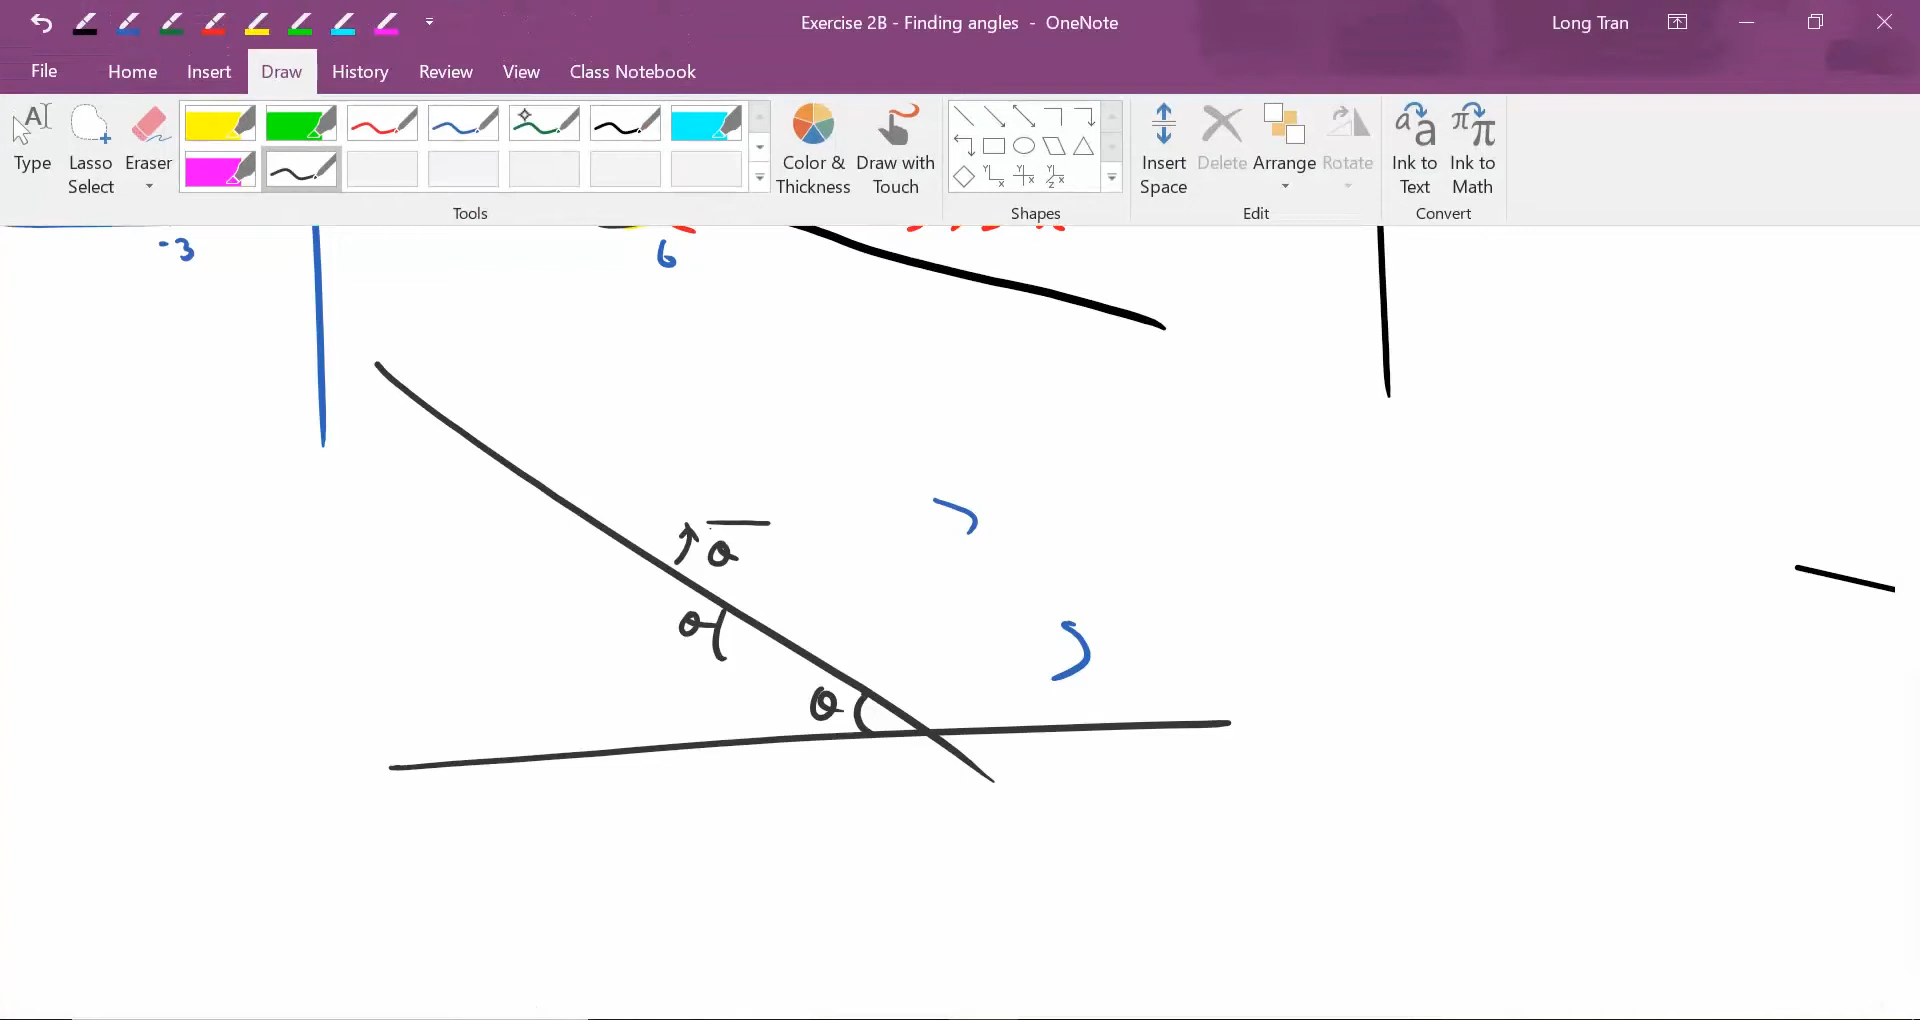 Exercise 2B - Finding angles - OneNote
Long Tran
File Home Insert Draw History Review View Class Notebook
Type
Lasso Select
Eraser
Color & Thickness
Draw with Touch
Insert Space
Delete
Arrange
Rotate
Ink to Text
Ink to Math
Tools
Shapes
Edit
Convert
-3
6
θ
θ
θ